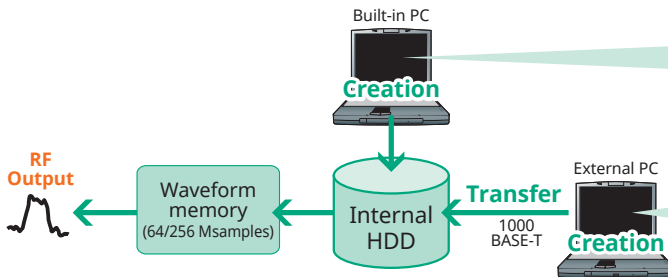 Built-in PC
Creation
RF
Output
Waveform
memory
(64/256 Msamples)
Internal
HDD
Transfer
1000
BASE-T
External PC
Creation